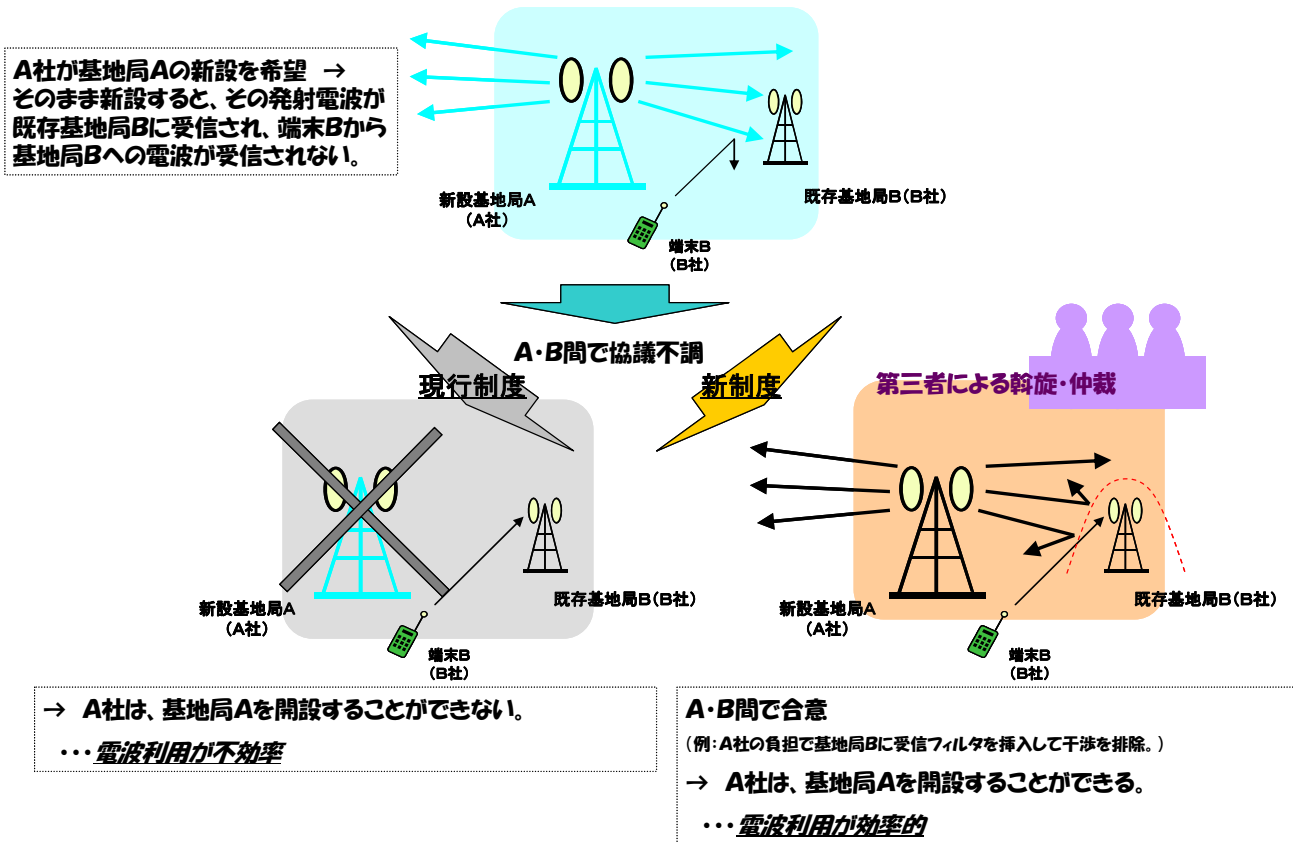 A社が基地局Aの新設を希望 →
そのまま新設すると、その発射電波が
既存基地局Bに受信され、端末Bから
基地局Bへの電波が受信されない。
新設基地局A
(A社)
既存基地局B(B社)
端末B
(B社)
A・B間で協議不調
現行制度
新制度
第三者による斡旋・仲裁
新設基地局A
(A社)
既存基地局B(B社)
端末B
(B社)
新設基地局A
(A社)
既存基地局B(B社)
端末B
(B社)
→ A社は、基地局Aを開設することができない。
・・・電波利用が不効率
A・B間で合意
(例:A社の負担で基地局Bに受信フィルタを挿入して干渉を排除。)
→ A社は、基地局Aを開設することができる。
・・・電波利用が効率的